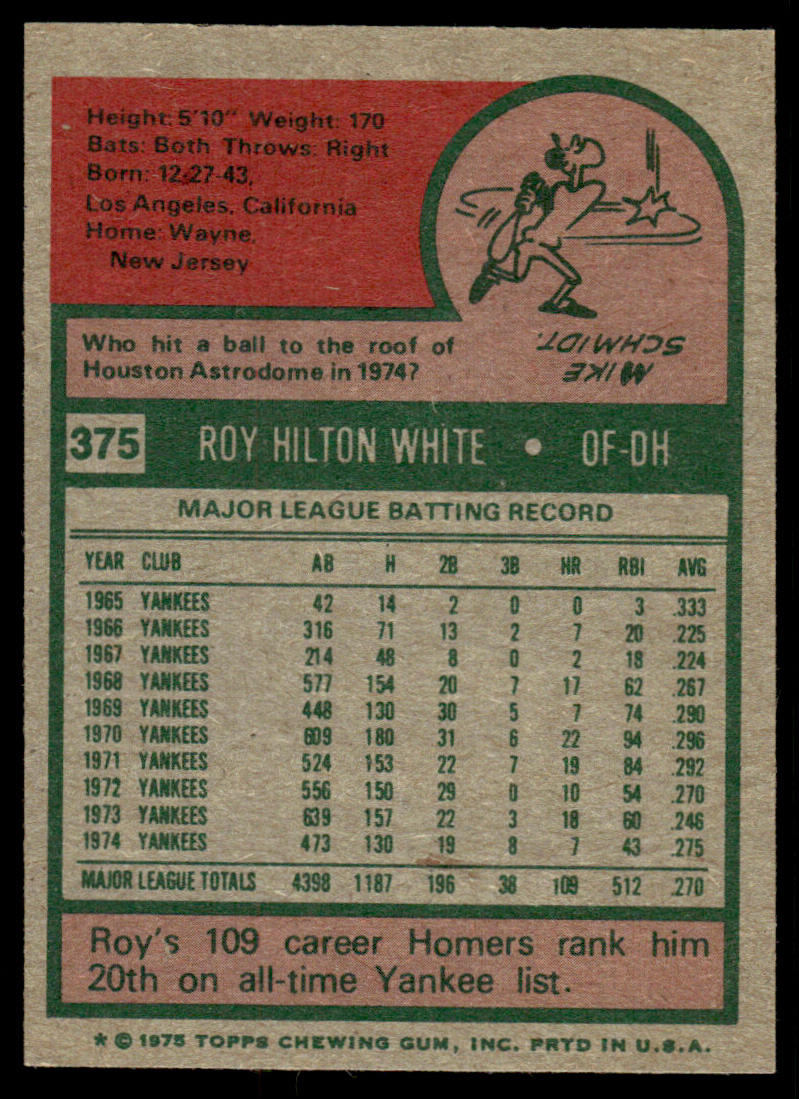 Height: 5'10" Weight: 170
Bats: Both Throws: Right
Born: 12-27-43,
Los Angeles, California
Home: Wayne,
New Jersey
Who hit a ball to the roof of
Houston Astrodome in 1974?
MIKE
SCHMIDT.
375 ROY HILTON WHITE • OF-DH
MAJOR LEAGUE BATTING RECORD
YEAR CLUB AB H 2B 3B HR RBI AVG
1965 YANKEES 42 14 2 0 0 3 .333
1966 YANKEES 316 71 13 2 7 20 .225
1967 YANKEES 214 48 8 0 2 18 .224
1968 YANKEES 577 154 20 7 17 62 .267
1969 YANKEES 448 130 30 5 7 74 .290
1970 YANKEES 609 180 31 6 22 94 .296
1971 YANKEES 524 153 22 7 19 84 .292
1972 YANKEES 556 150 29 0 10 54 .270
1973 YANKEES 639 157 22 3 18 60 .246
1974 YANKEES 473 130 19 8 7 43 .275
MAJOR LEAGUE TOTALS 4398 1187 196 38 109 512 .270
Roy's 109 career Homers rank him
20th on all-time Yankee list.
* © 1975 TOPPS CHEWING GUM, INC. PRTD IN U.S.A.